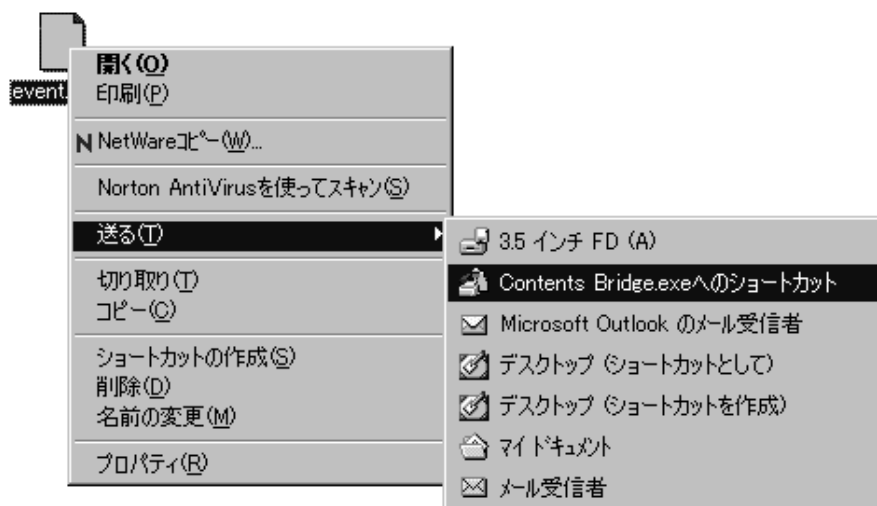 event
開く(O)
印刷(P)
NetWareｺﾋﾟｰ(W)...
Norton AntiVirusを使ってスキャン(S)
送る(T)
切り取り(T)
コピー(C)
ショートカットの作成(S)
削除(D)
名前の変更(M)
プロパティ(R)
3.5 インチ FD (A)
Contents Bridge.exeへのショートカット
Microsoft Outlook のメール受信者
デスクトップ (ショートカットとして)
デスクトップ (ショートカットを作成)
マイ ドキュメント
メール受信者